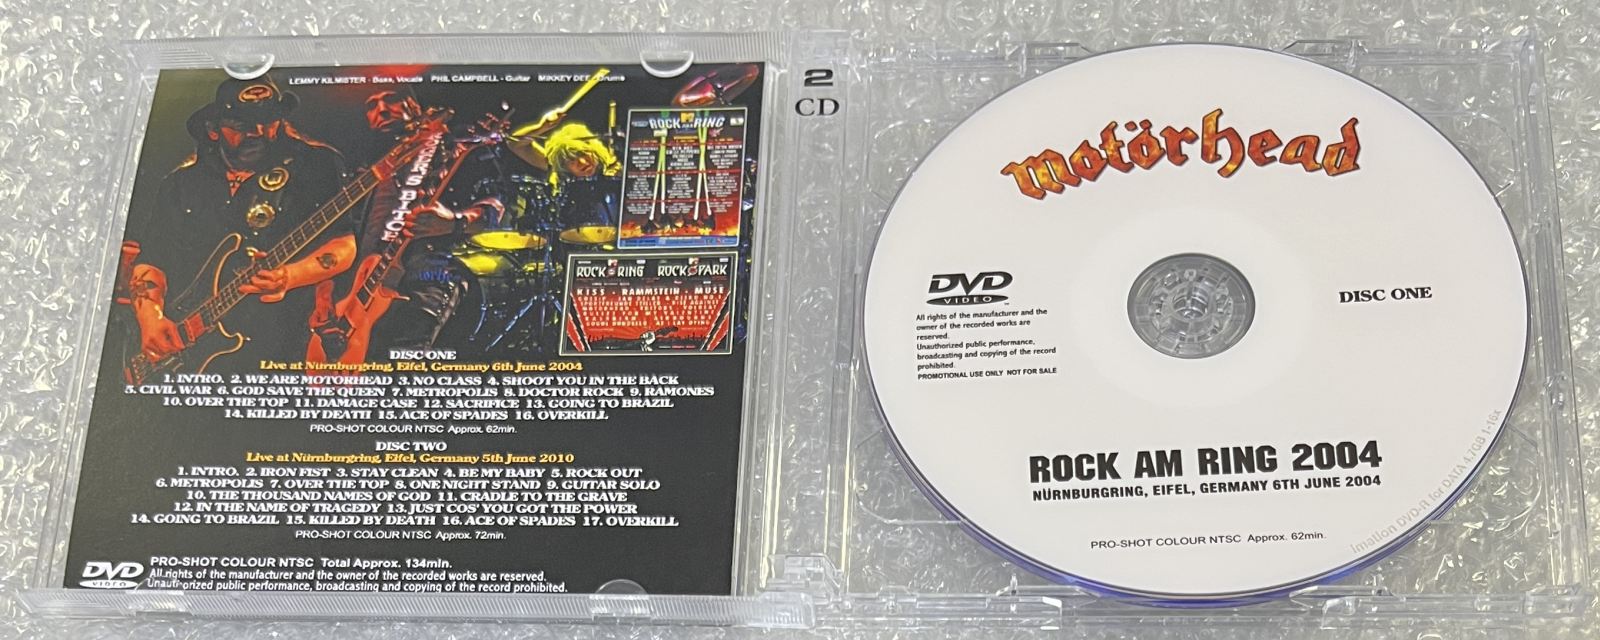 LEMMY KILMISTER - Bass, Vocals PHIL CAMPBELL - Guitar MIKKEY DEE - Drums
ROCK AM RING
ROCK RING ROCK PARK
KISS - RAMMSTEIN - MUSE
DISC ONE
Live at Nürnburgring, Eifel, Germany 6th June 2004
1. INTRO. 2. WE ARE MOTORHEAD 3. NO CLASS 4. SHOOT YOU IN THE BACK
5. CIVIL WAR 6. GOD SAVE THE QUEEN 7. METROPOLIS 8. DOCTOR ROCK 9. RAMONES
10. OVER THE TOP 11. DAMAGE CASE 12. SACRIFICE 13. GOING TO BRAZIL
14. KILLED BY DEATH 15. ACE OF SPADES 16. OVERKILL
PRO-SHOT COLOUR NTSC Approx. 62min.
DISC TWO
Live at Nürnburgring, Eifel, Germany 5th June 2010
1. INTRO. 2. IRON FIST 3. STAY CLEAN 4. BE MY BABY 5. ROCK OUT
6. METROPOLIS 7. OVER THE TOP 8. ONE NIGHT STAND 9. GUITAR SOLO
10. THE THOUSAND NAMES OF GOD 11. CRADLE TO THE GRAVE
12. IN THE NAME OF TRAGEDY 13. JUST COS' YOU GOT THE POWER
14. GOING TO BRAZIL 15. KILLED BY DEATH 16. ACE OF SPADES 17. OVERKILL
PRO-SHOT COLOUR NTSC Approx. 72min.
DVD VIDEO
PRO-SHOT COLOUR NTSC Total Approx. 134min.
All rights of the manufacturer and the owner of the recorded works are reserved.
Unauthorized public performance, broadcasting and copying of the record prohibited.
2
CD
motörhead
DVD
VIDEO
All rights of the manufacturer and the
owner of the recorded works are
reserved.
Unauthorized public performance,
broadcasting and copying of the record
prohibited.
PROMOTIONAL USE ONLY NOT FOR SALE
DISC ONE
ROCK AM RING 2004
NÜRNBURGRING, EIFEL, GERMANY 6TH JUNE 2004
PRO-SHOT COLOUR NTSC Approx. 62min.
Imation DVD-R for DATA 4.7GB 1-16x